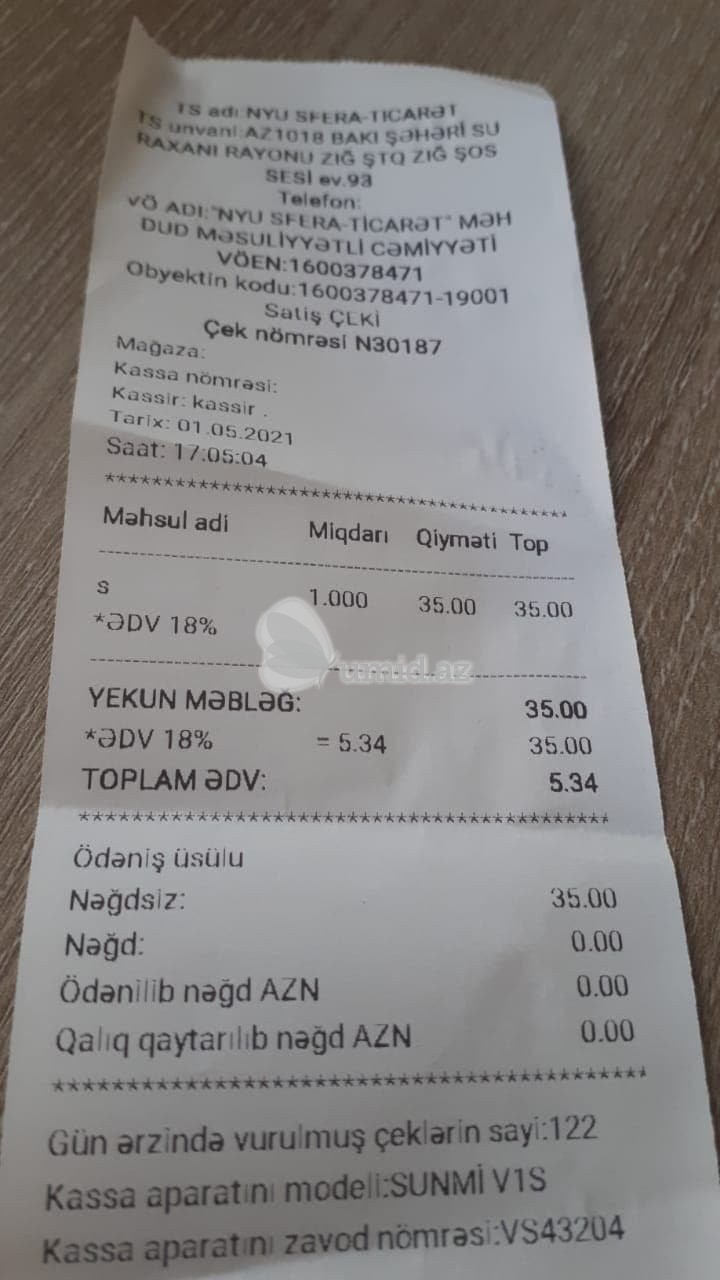 TS adı:NYU SFERA-TİCARƏT
TS ünvanı:AZ1018 BAKI ŞƏHƏRİ SU
RAXANI RAYONU ZIĞ ŞTQ ZIĞ ŞOS
SESİ ev.93
Telefon:
VÖ ADI:"NYU SFERA-TİCARƏT" MƏH
DUD MƏSULİYYƏTLİ CƏMİYYƏTİ
VÖEN:1600378471
Obyektin kodu:1600378471-19001
Satiş ÇEKİ
Çek nömrəsi N30187
Mağaza:
Kassa nömrəsi:
Kassir: kassir .
Tarix: 01.05.2021
Saat: 17:05:04
*******************************************
Məhsul adi Miqdarı Qiyməti Top
s 1.000 35.00 35.00
*ƏDV 18%
umid.az
YEKUN MƏBLƏĞ: 35.00
*ƏDV 18% = 5.34 35.00
TOPLAM ƏDV: 5.34
*******************************************
Ödəniş üsülu
Nəğdsiz: 35.00
Nəğd: 0.00
Ödənilib nəğd AZN 0.00
Qalıq qaytarılıb nəğd AZN 0.00
*******************************************
Gün ərzində vurulmuş çeklərin sayi:122
Kassa aparatını modeli:SUNMİ V1S
Kassa aparatını zavod nömrəsi:VS43204